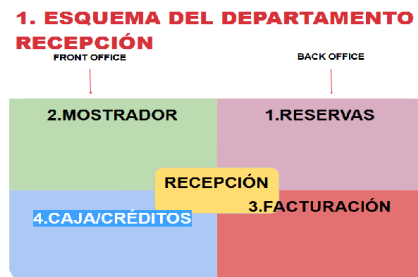 1. ESQUEMA DEL DEPARTAMENTO
RECEPCIÓN
FRONT OFFICE
BACK OFFICE
2.MOSTRADOR
1.RESERVAS
RECEPCIÓN
4.CAJA/CRÉDITOS
3.FACTURACIÓN